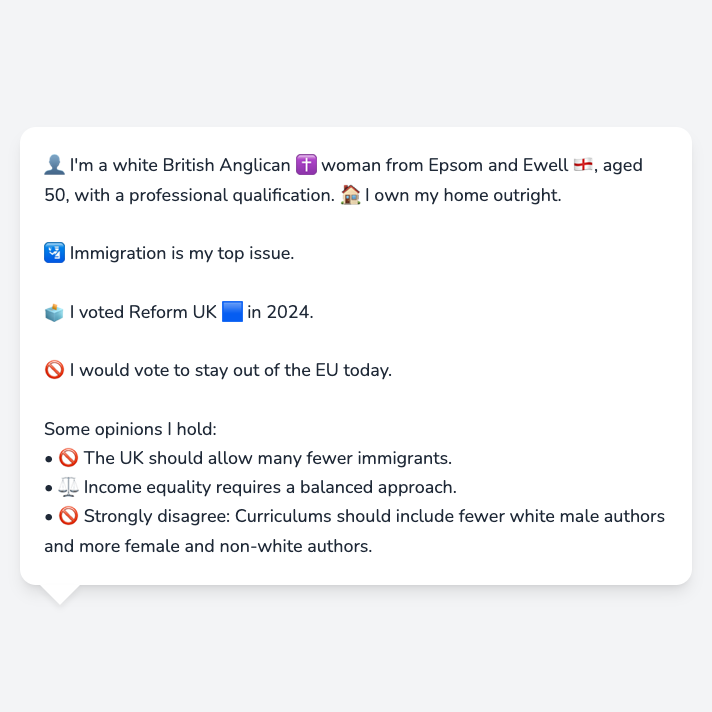 👤 I'm a white British Anglican ✝️ woman from Epsom and Ewell 🏴󠁧󠁢󠁥󠁮󠁧󠁿, aged
50, with a professional qualification. 🏠 I own my home outright.
🛂 Immigration is my top issue.
🗳️ I voted Reform UK 🟦 in 2024.
🚫 I would vote to stay out of the EU today.
Some opinions I hold:
• 🚫 The UK should allow many fewer immigrants.
• ⚖️ Income equality requires a balanced approach.
• 🚫 Strongly disagree: Curriculums should include fewer white male authors
and more female and non-white authors.